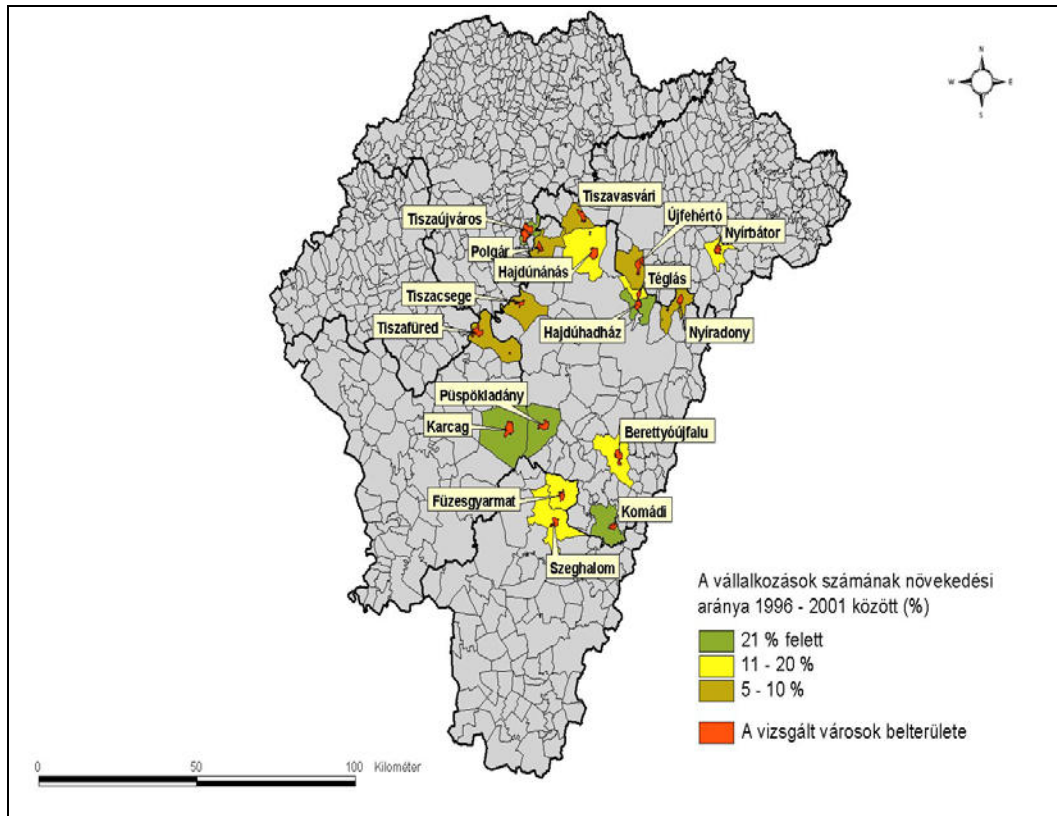 N
W
E
S
Tiszavasvári
Újfehértó
Tiszaújváros
Nyírbátor
Polgár
Hajdúnánás
Téglás
Tiszacsege
Tiszafüred
Hajdúhadház
Nyíradony
Püspökladány
Karcag
Berettyóújfalu
Füzesgyarmat
Komádi
Szeghalom
A vállalkozások számának növekedési
aránya 1996 - 2001 között (%)
21 % felett
11 - 20 %
5 - 10 %
A vizsgált városok belterülete
0 50 100 Kilométer